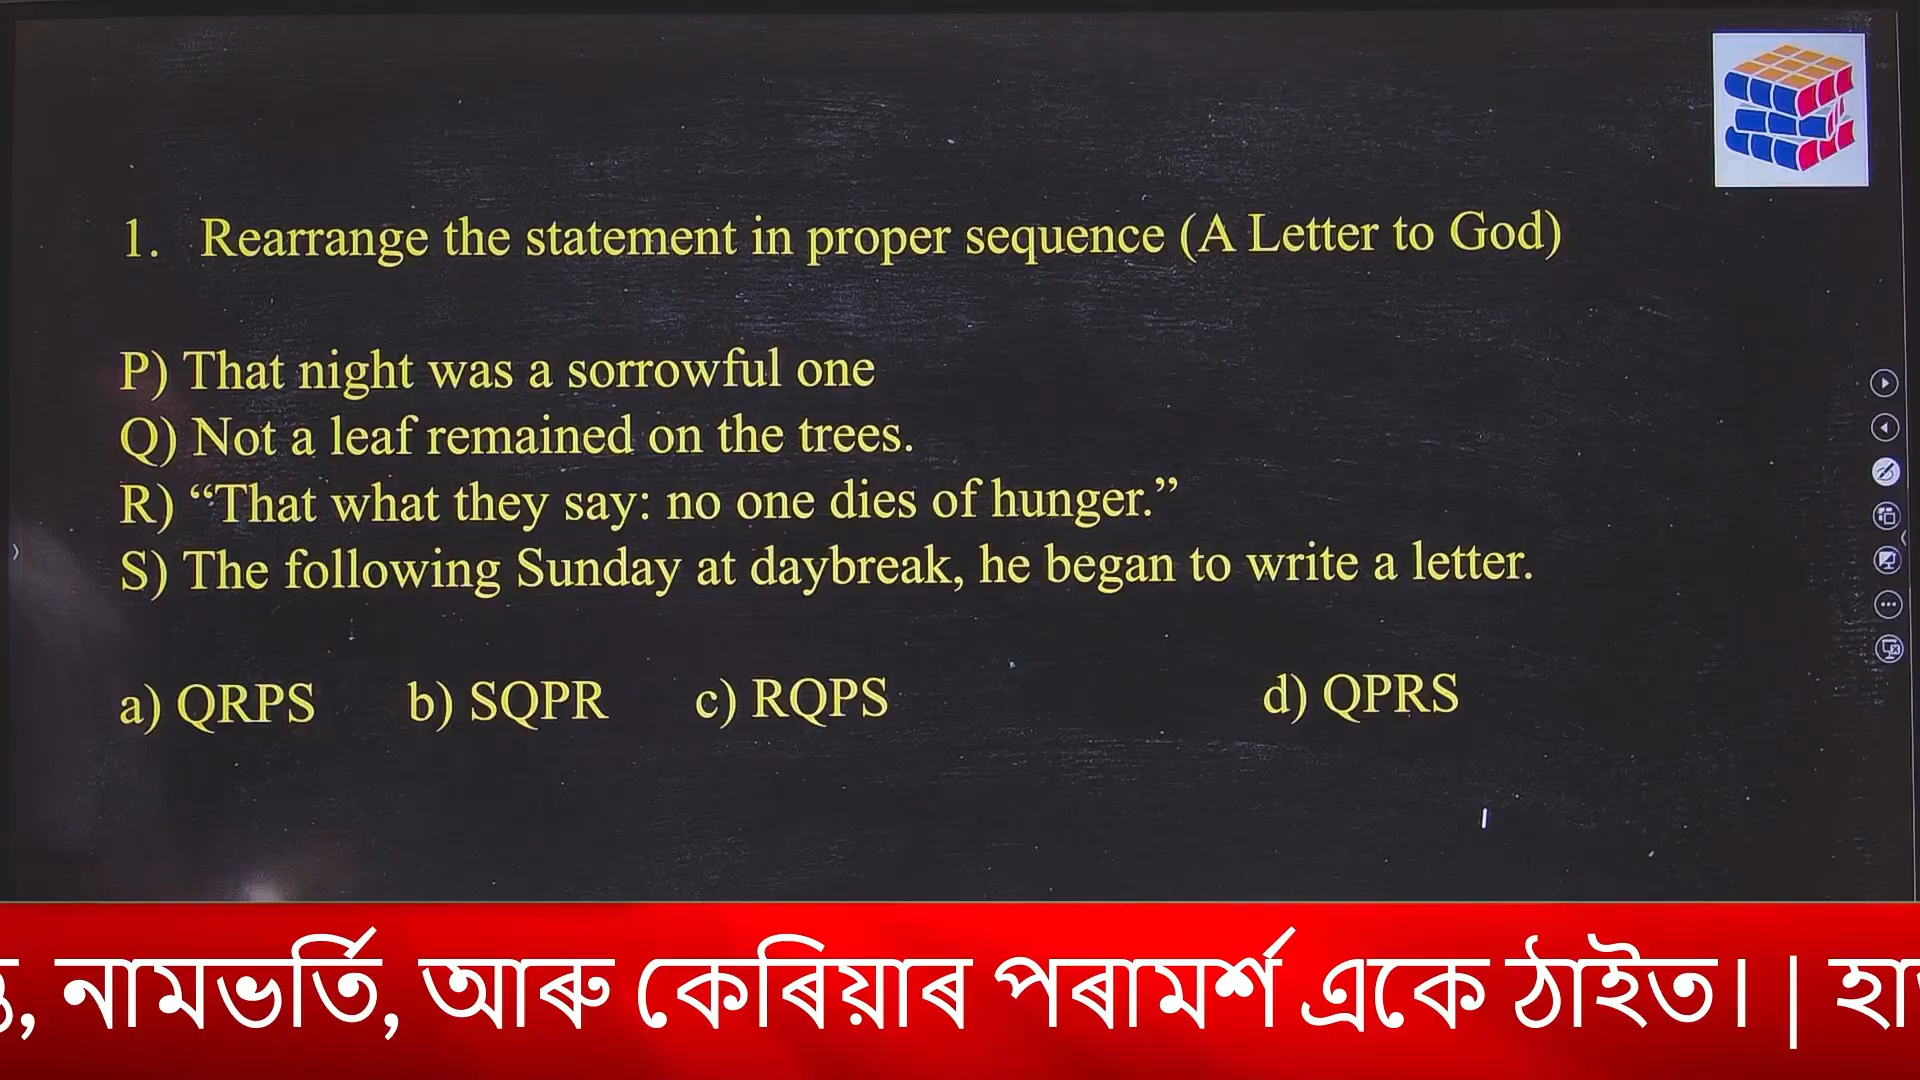 1. Rearrange the statement in proper sequence (A Letter to God)
P) That night was a sorrowful one
Q) Not a leaf remained on the trees.
R) “That what they say: no one dies of hunger.”
S) The following Sunday at daybreak, he began to write a letter.
a) QRPS b) SQPR c) RQPS d) QPRS
নামভৰ্তি, আৰু কেৰিয়াৰ পৰামৰ্শ একে ঠাইত। |